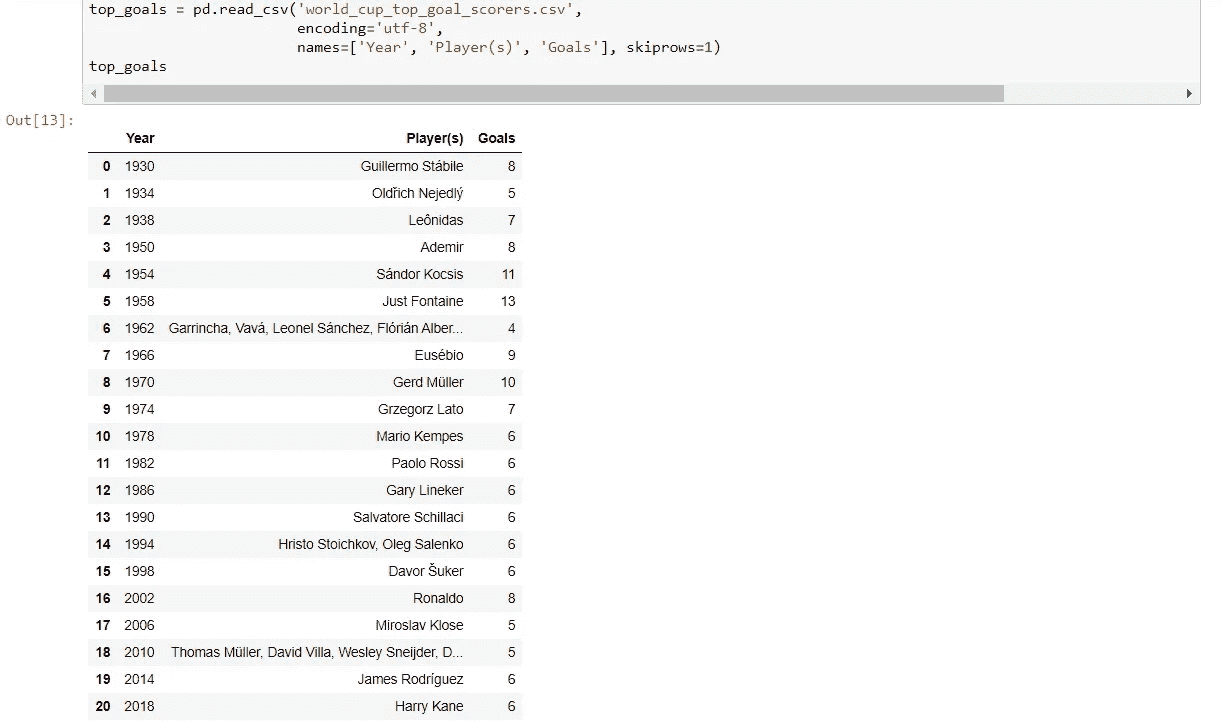 top_goals = pd.read_csv('world_cup_top_goal_scorers.csv',
encoding='utf-8',
names=['Year', 'Player(s)', 'Goals'], skiprows=1)
top_goals
Out[13]:
Year Player(s) Goals
0 1930 Guillermo Stábile 8
1 1934 Oldřich Nejedlý 5
2 1938 Leônidas 7
3 1950 Ademir 8
4 1954 Sándor Kocsis 11
5 1958 Just Fontaine 13
6 1962 Garrincha, Vavá, Leonel Sánchez, Flórián Alber... 4
7 1966 Eusébio 9
8 1970 Gerd Müller 10
9 1974 Grzegorz Lato 7
10 1978 Mario Kempes 6
11 1982 Paolo Rossi 6
12 1986 Gary Lineker 6
13 1990 Salvatore Schillaci 6
14 1994 Hristo Stoichkov, Oleg Salenko 6
15 1998 Davor Šuker 6
16 2002 Ronaldo 8
17 2006 Miroslav Klose 5
18 2010 Thomas Müller, David Villa, Wesley Sneijder, D... 5
19 2014 James Rodríguez 6
20 2018 Harry Kane 6